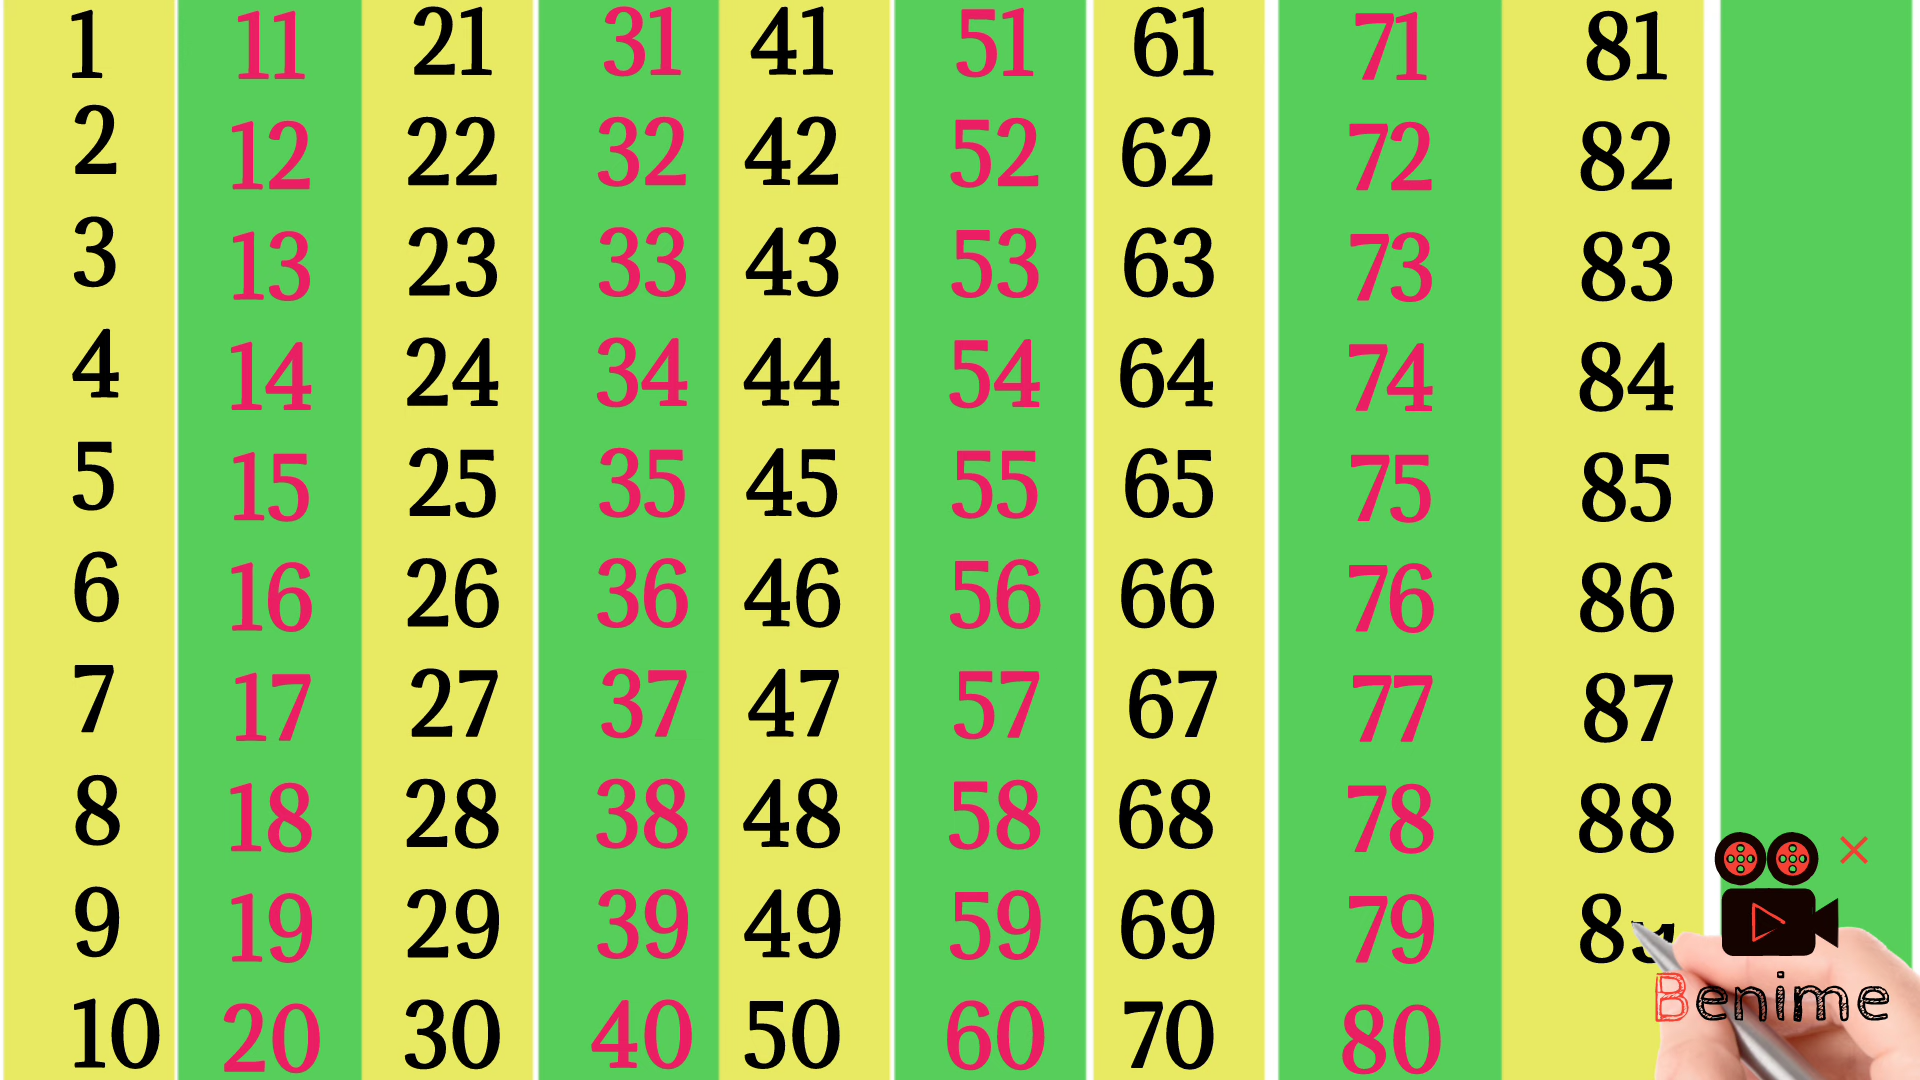 1 11 21 31 41 51 61 71 81
2 12 22 32 42 52 62 72 82
3 13 23 33 43 53 63 73 83
4 14 24 34 44 54 64 74 84
5 15 25 35 45 55 65 75 85
6 16 26 36 46 56 66 76 86
7 17 27 37 47 57 67 77 87
8 18 28 38 48 58 68 78 88
9 19 29 39 49 59 69 79
10 20 30 40 50 60 70 80
Benime